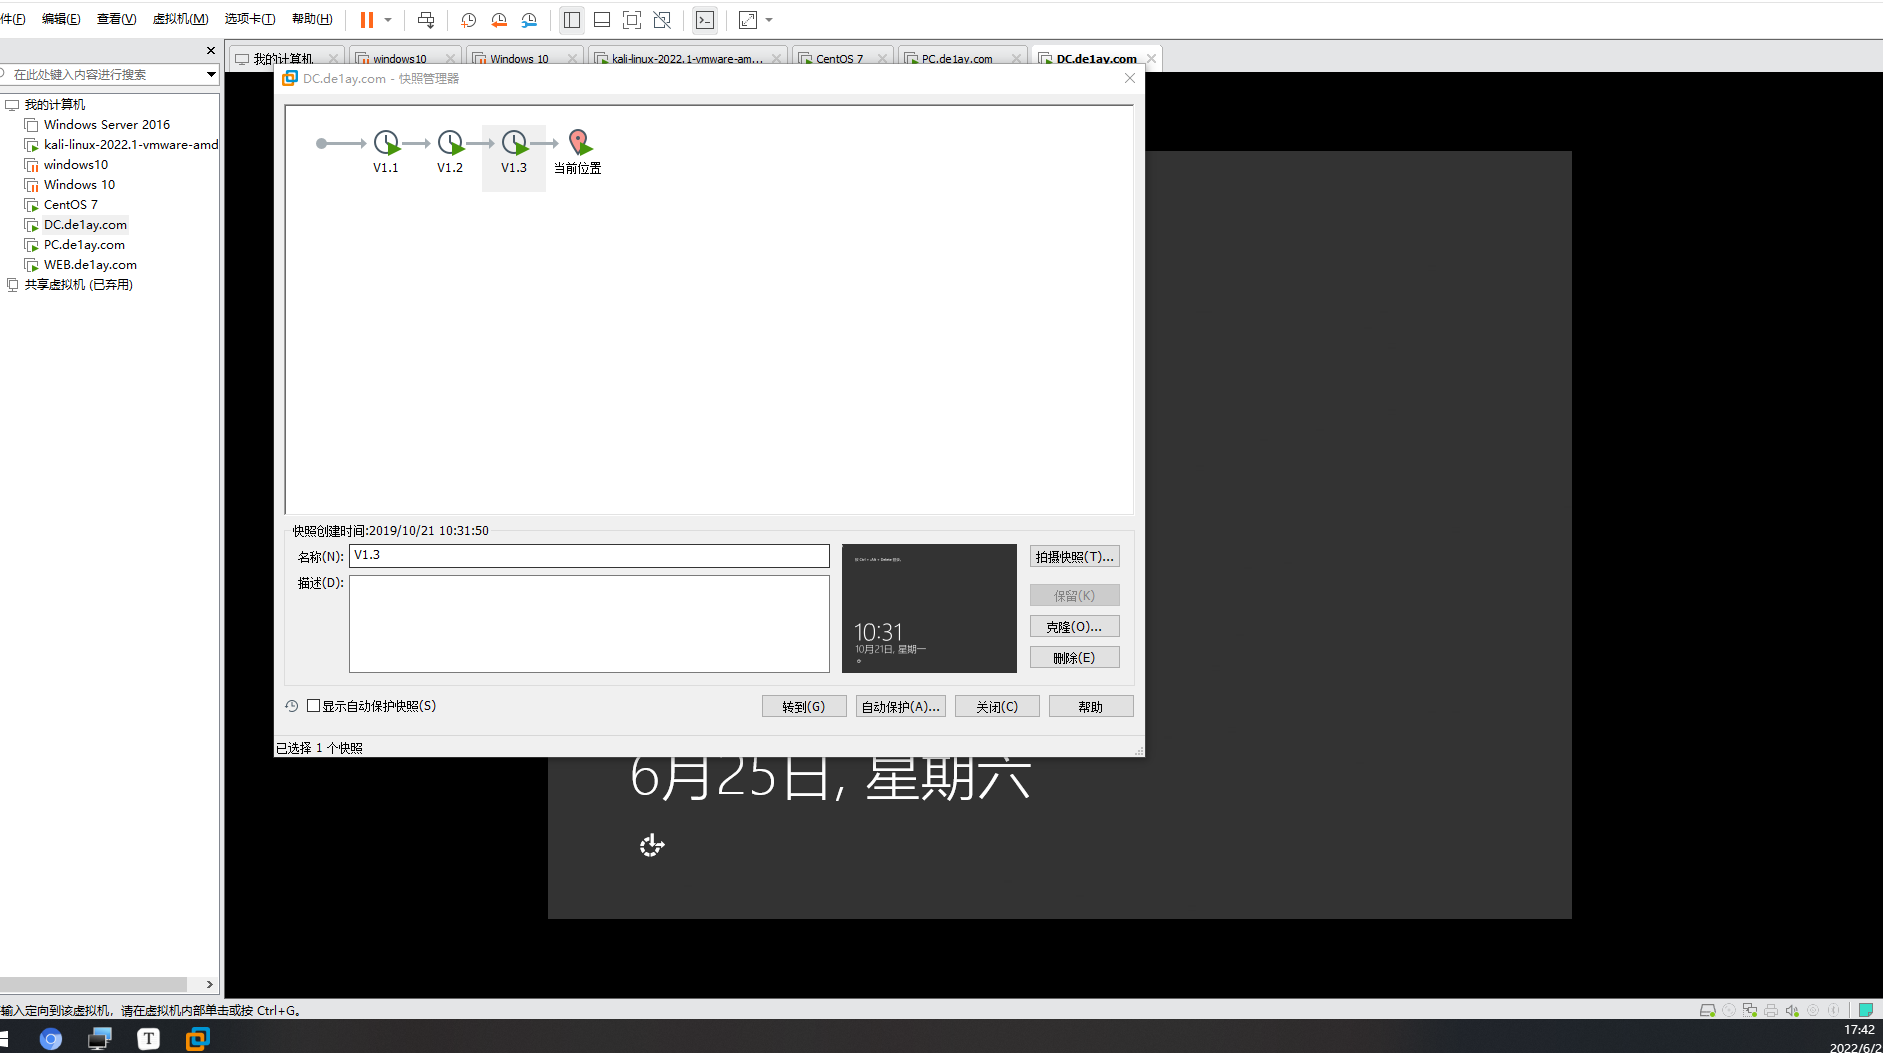 件(F) 编辑(E) 查看(V) 虚拟机(M) 选项卡(T) 帮助(H)
在此处键入内容进行搜索
我的计算机
Windows Server 2016
kali-linux-2022.1-vmware-amd
windows10
Windows 10
CentOS 7
DC.de1ay.com
PC.de1ay.com
WEB.de1ay.com
共享虚拟机 (已弃用)
我的计算机 windows10 Windows 10 kali-linux-2022.1-vmware-am... CentOS 7 PC.de1ay.com DC.de1ay.com
DC.de1ay.com - 快照管理器
V1.1 V1.2 V1.3 当前位置
快照创建时间:2019/10/21 10:31:50
名称(N): V1.3
描述(D):
按 Ctrl + Alt + Delete 登录。
10:31
10月21日, 星期一
拍摄快照(T)...
保留(K)
克隆(O)...
删除(E)
显示自动保护快照(S)
转到(G) 自动保护(A)... 关闭(C) 帮助
已选择 1 个快照
6月25日, 星期六
输入定向到该虚拟机，请在虚拟机内部单击或按 Ctrl+G。
T
17:42
2022/6/2